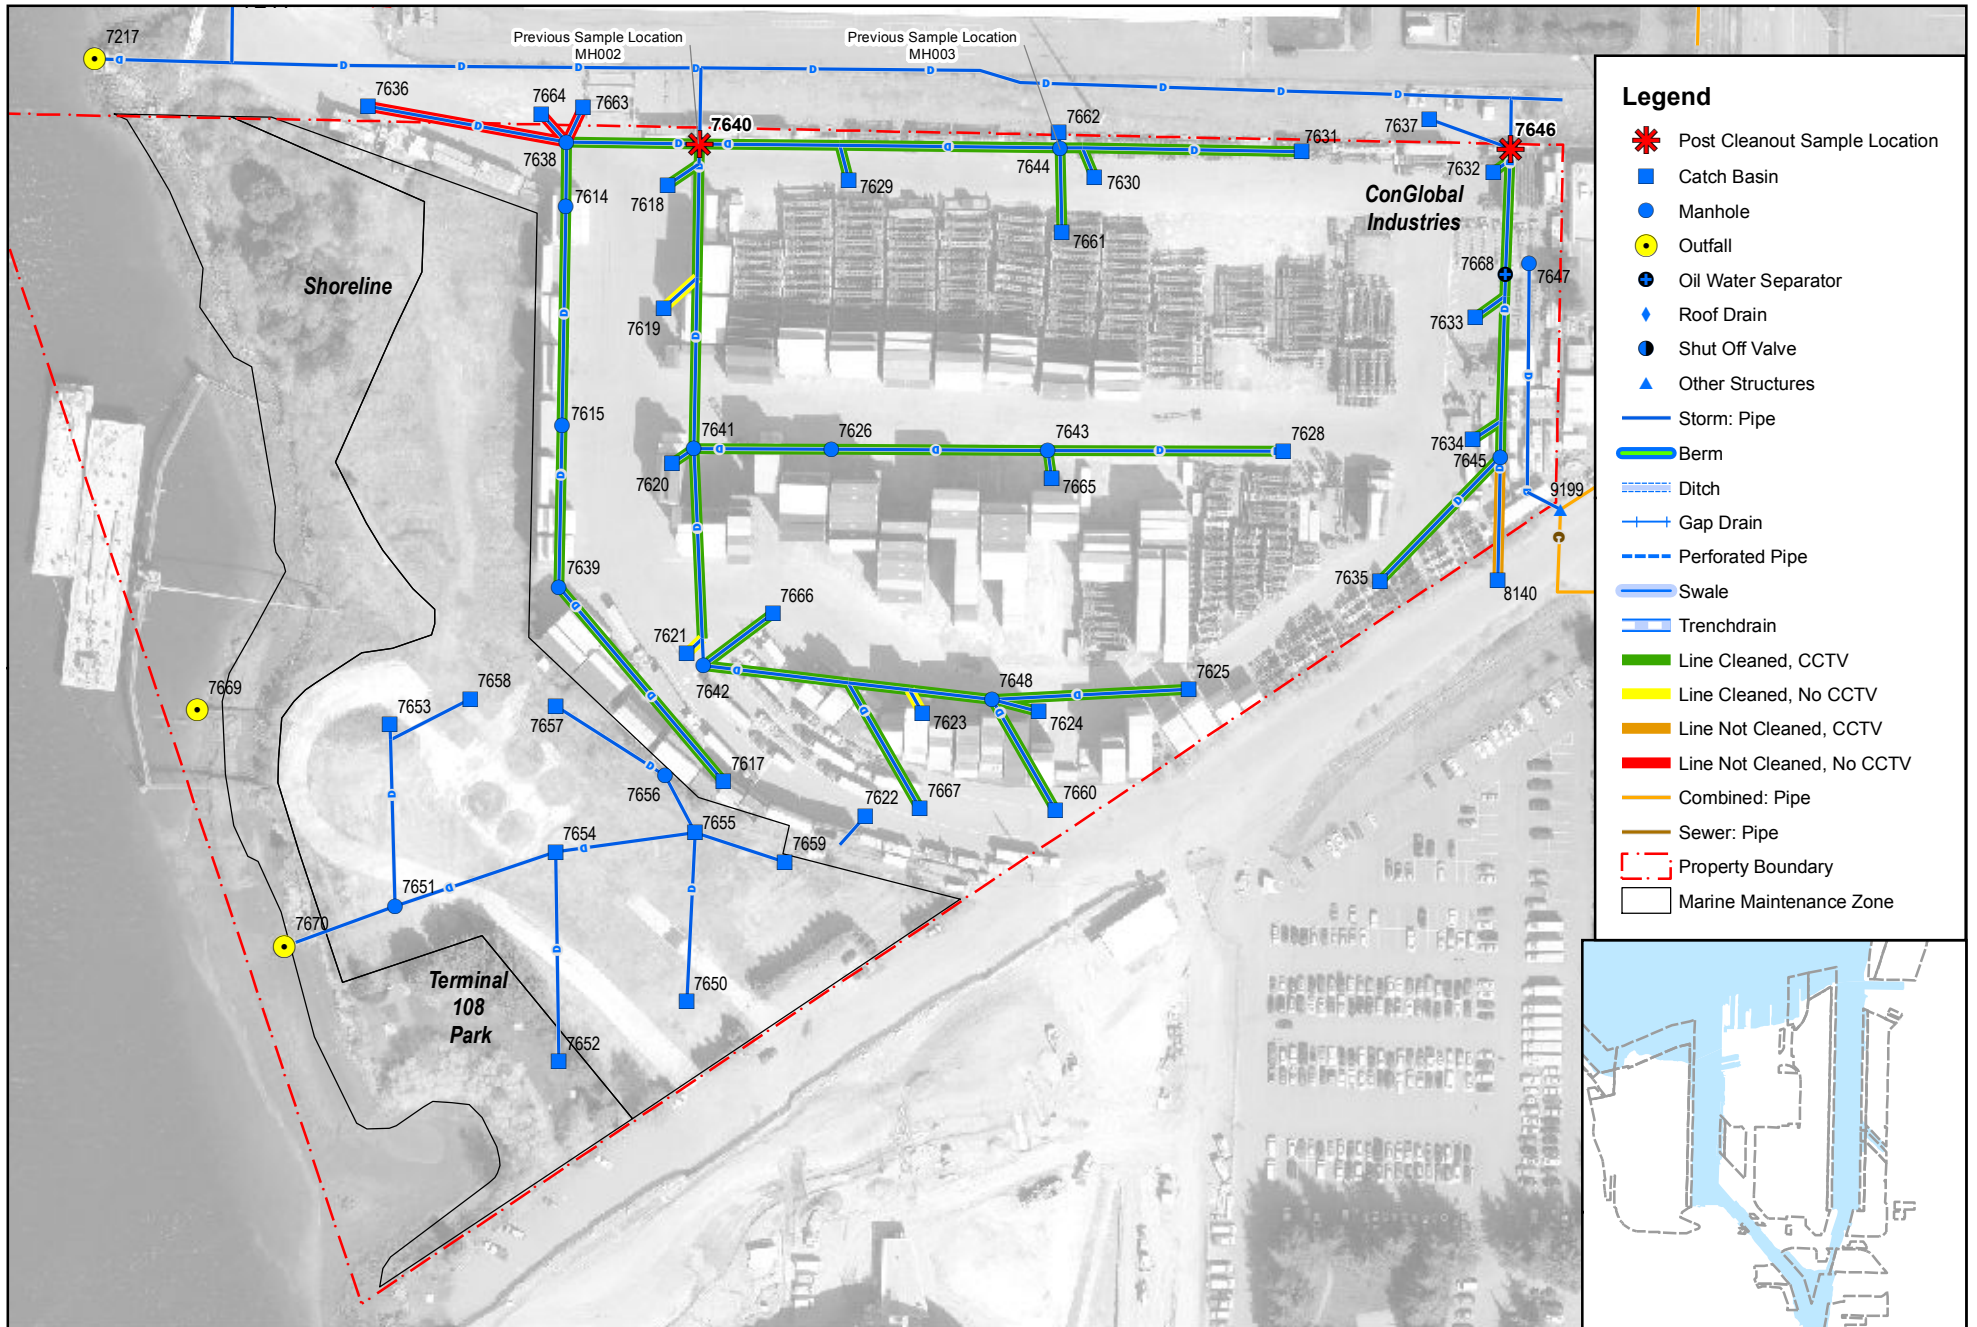 7217
Previous Sample Location
MH002
Previous Sample Location
MH003
7636
7664
7663
7640
7662
7637
7646
7638
7644
7631
7632
7618
7629
7630
ConGlobal
Industries
7614
7661
Shoreline
7668
7647
7619
7633
7615
7641
7626
7643
7628
7634
7645
7620
7665
9199
7639
7635
8140
7666
7621
7642
7648
7625
7669
7653
7658
7657
7623
7624
7617
7656
7622
7667
7660
7654
7655
7659
7651
7670
Terminal
108
Park
7650
7652
Legend
Post Cleanout Sample Location
Catch Basin
Manhole
Outfall
Oil Water Separator
Roof Drain
Shut Off Valve
Other Structures
Storm: Pipe
Berm
Ditch
Gap Drain
Perforated Pipe
Swale
Trenchdrain
Line Cleaned, CCTV
Line Cleaned, No CCTV
Line Not Cleaned, CCTV
Line Not Cleaned, No CCTV
Combined: Pipe
Sewer: Pipe
Property Boundary
Marine Maintenance Zone